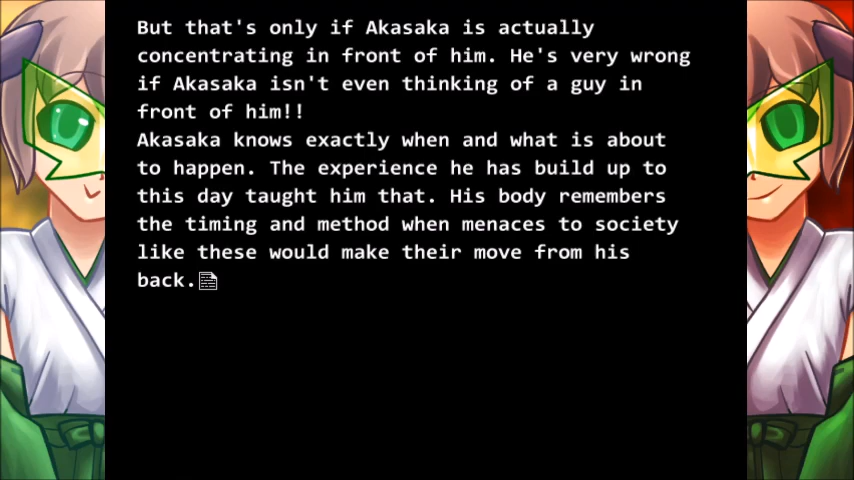 But that's only if Akasaka is actually
concentrating in front of him. He's very wrong
if Akasaka isn't even thinking of a guy in
front of him!!
Akasaka knows exactly when and what is about
to happen. The experience he has build up to
this day taught him that. His body remembers
the timing and method when menaces to society
like these would make their move from his
back.